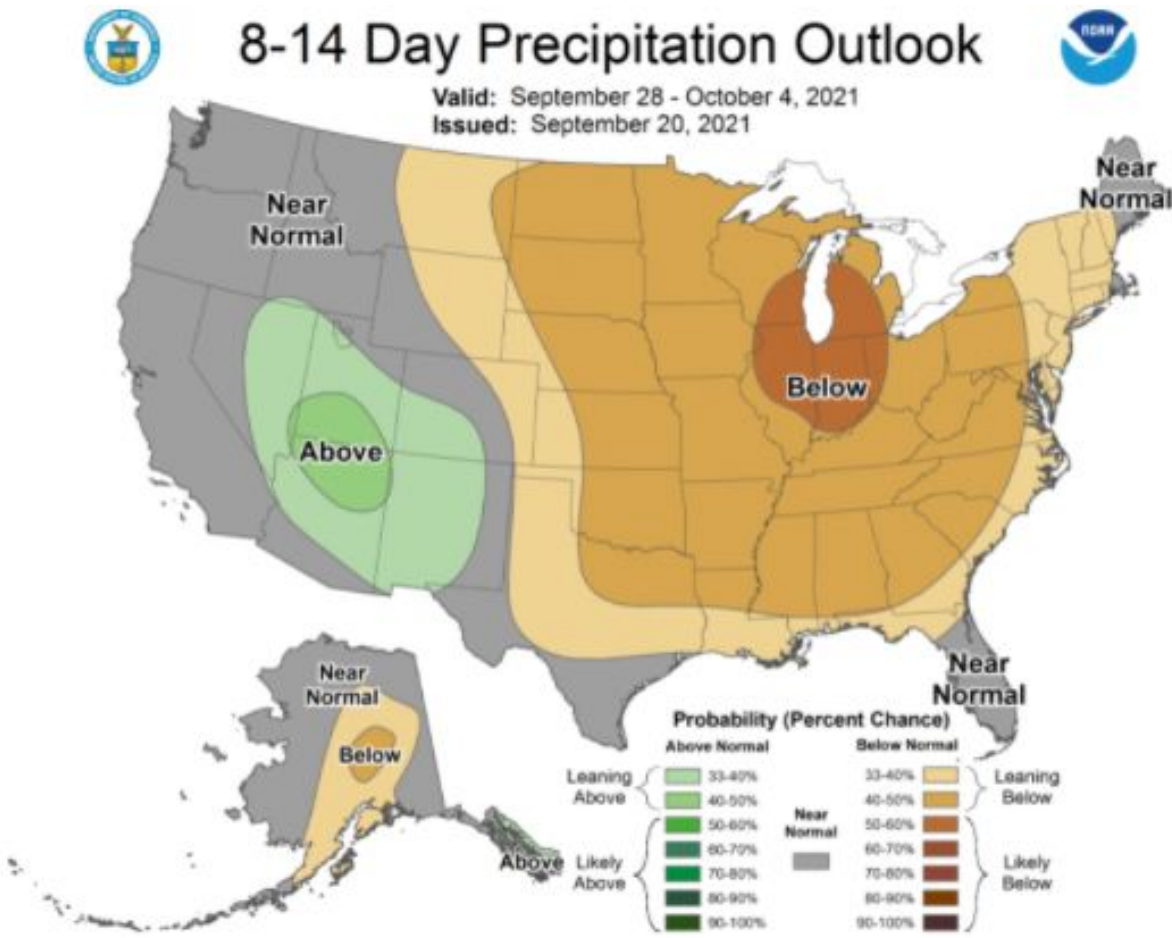 8-14 Day Precipitation Outlook
NOAA
Valid: September 28 - October 4, 2021
Issued: September 20, 2021
Near
Normal
Near
Normal
Below
Above
Near
Normal
Near
Normal
Below
Above
Probability (Percent Chance)
Above Normal
Below Normal
Leaning
Above
33-40%
40-50%
50-60%
60-70%
70-80%
80-90%
90-100%
Likely
Above
Near
Normal
33-40%
40-50%
50-60%
60-70%
70-80%
80-90%
90-100%
Leaning
Below
Likely
Below